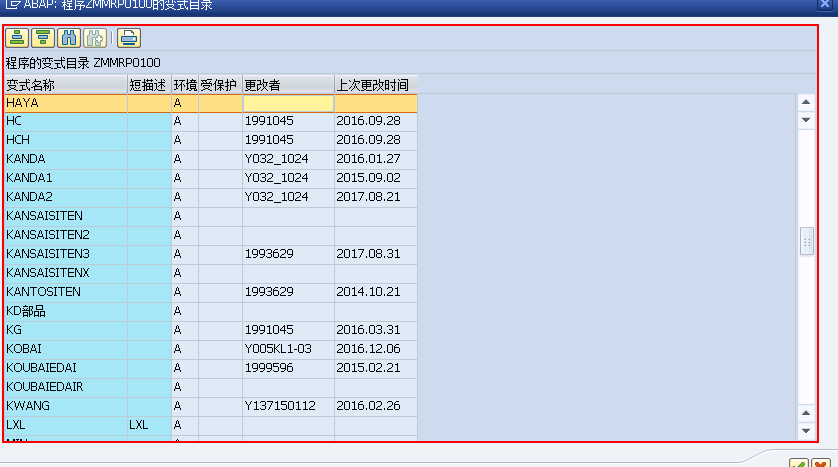 ABAP: 程序ZMMRP0100的变式目录
程序的变式目录 ZMMRP0100
变式名称 短描述 环境 受保护 更改者 上次更改时间
HAYA A
HC A 1991045 2016.09.28
HCH A 1991045 2016.09.28
KANDA A Y032_1024 2016.01.27
KANDA1 A Y032_1024 2015.09.02
KANDA2 A Y032_1024 2017.08.21
KANSAISITEN A
KANSAISITEN2 A
KANSAISITEN3 A 1993629 2017.08.31
KANSAISITENX A
KANTOSITEN A 1993629 2014.10.21
KD部品 A
KG A 1991045 2016.03.31
KOBAI A Y005KL1-03 2016.12.06
KOUBAIEDAI A 1999596 2015.02.21
KOUBAIEDAIR A
KWANG A Y137150112 2016.02.26
LXL LXL A